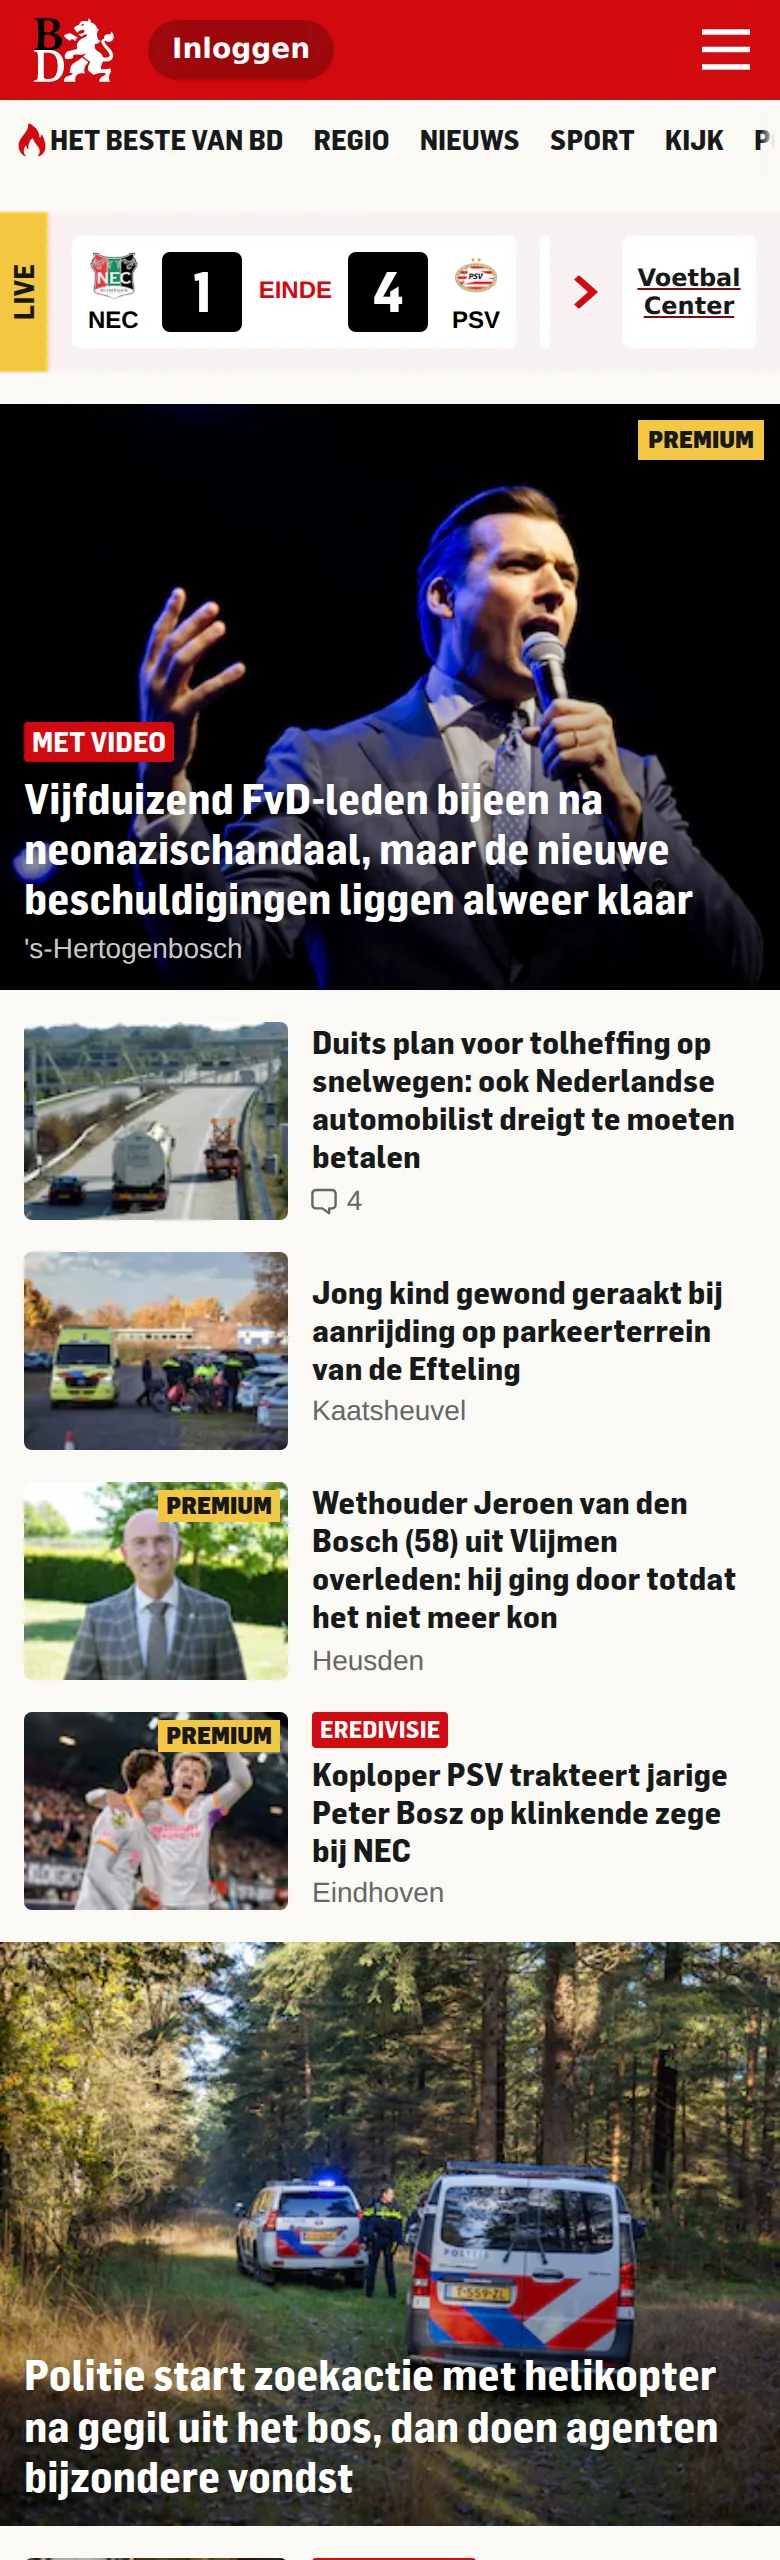 BD
Inloggen
HET BESTE VAN BD REGIO NIEUWS SPORT KIJK
LIVE
NEC 1 EINDE 4 PSV
Voetbal
Center
PREMIUM
MET VIDEO
Vijfduizend FvD-leden bijeen na
neonazischandaal, maar de nieuwe
beschuldigingen liggen alweer klaar
's-Hertogenbosch
Duits plan voor tolheffing op
snelwegen: ook Nederlandse
automobilist dreigt te moeten
betalen
4
Jong kind gewond geraakt bij
aanrijding op parkeerterrein
van de Efteling
Kaatsheuvel
PREMIUM
Wethouder Jeroen van den
Bosch (58) uit Vlijmen
overleden: hij ging door totdat
het niet meer kon
Heusden
PREMIUM
EREDIVISIE
Koploper PSV trakteert jarige
Peter Bosz op klinkende zege
bij NEC
Eindhoven
Politie start zoekactie met helikopter
na gegil uit het bos, dan doen agenten
bijzondere vondst